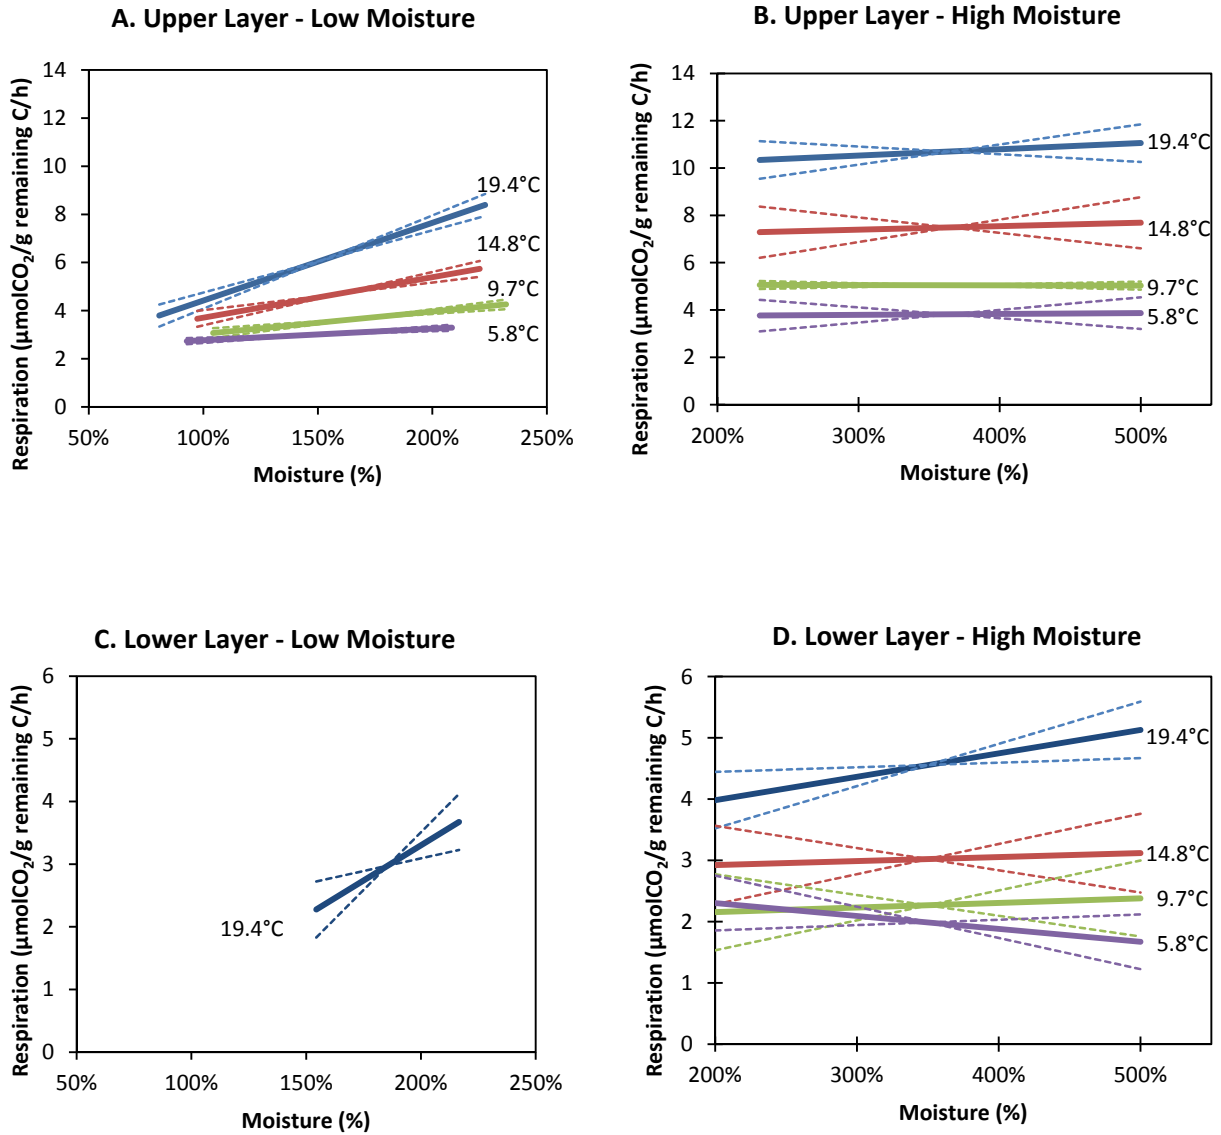 A. Upper Layer - Low Moisture
Respiration (µmolCO₂/g remaining C/h)
14
12
10
8
6
4
2
0
19.4°C
14.8°C
9.7°C
5.8°C
50% 100% 150% 200% 250%
Moisture (%)
B. Upper Layer - High Moisture
Respiration (µmolCO₂/g remaining C/h)
14
12
10
8
6
4
2
0
19.4°C
14.8°C
9.7°C
5.8°C
200% 300% 400% 500%
Moisture (%)
C. Lower Layer - Low Moisture
Respiration (µmolCO₂/g remaining C/h)
6
5
4
3
2
1
0
19.4°C
50% 100% 150% 200% 250%
Moisture (%)
D. Lower Layer - High Moisture
Respiration (µmolCO₂/g remaining C/h)
6
5
4
3
2
1
0
19.4°C
14.8°C
9.7°C
5.8°C
200% 300% 400% 500%
Moisture (%)